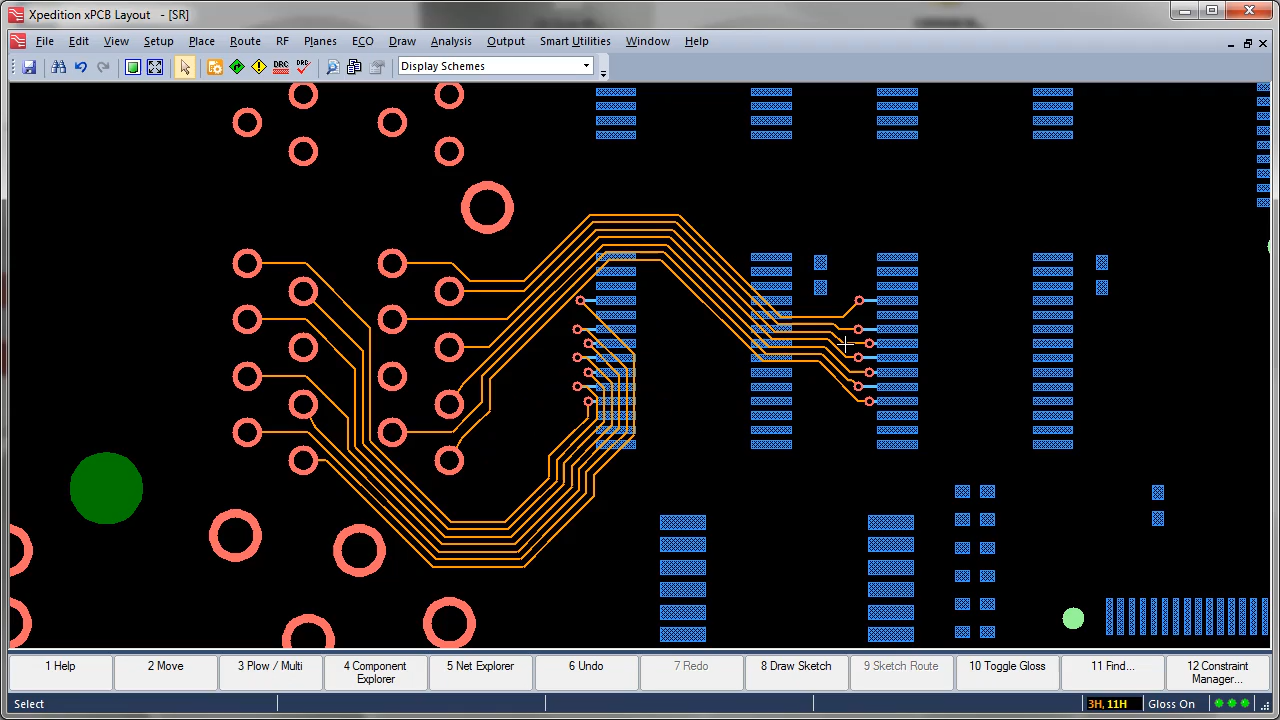 Xpedition xPCB Layout - [SR]
File Edit View Setup Place Route RF Planes ECO Draw Analysis Output Smart Utilities Window Help
DRC DRC Display Schemes
1 Help 2 Move 3 Plow / Multi 4 Component Explorer 5 Net Explorer 6 Undo 7 Redo 8 Draw Sketch 9 Sketch Route 10 Toggle Gloss 11 Find... 12 Constraint Manager...
Select 3H, 11H Gloss On